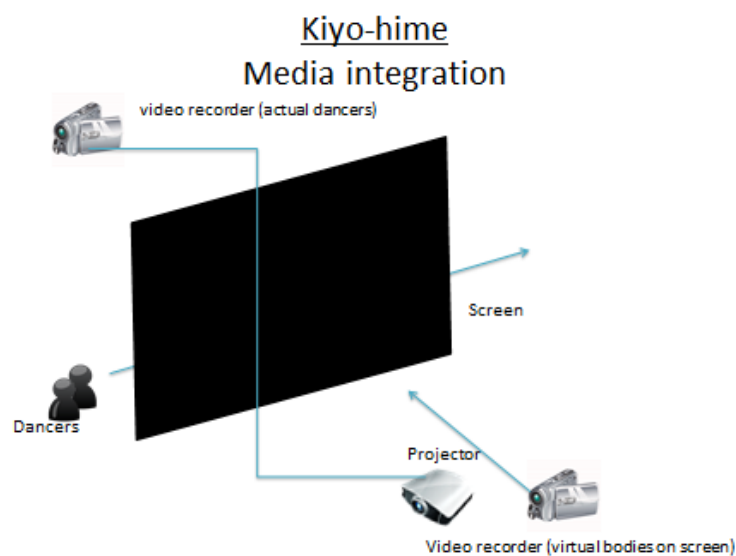 Kiyo-hime
Media integration
video recorder (actual dancers)
Screen
Dancers
Projector
Video recorder (virtual bodies on screen)